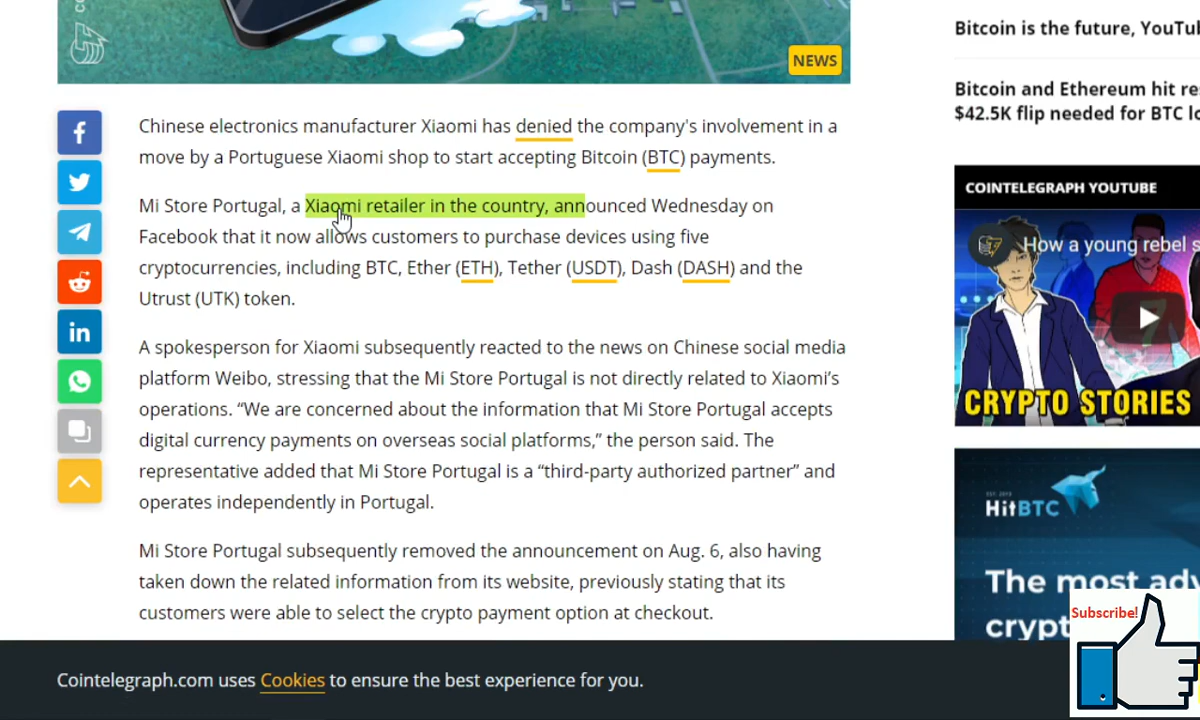 NEWS
Chinese electronics manufacturer Xiaomi has denied the company's involvement in a
move by a Portuguese Xiaomi shop to start accepting Bitcoin (BTC) payments.
Mi Store Portugal, a Xiaomi retailer in the country, announced Wednesday on
Facebook that it now allows customers to purchase devices using five
cryptocurrencies, including BTC, Ether (ETH), Tether (USDT), Dash (DASH) and the
Utrust (UTK) token.
A spokesperson for Xiaomi subsequently reacted to the news on Chinese social media
platform Weibo, stressing that the Mi Store Portugal is not directly related to Xiaomi’s
operations. “We are concerned about the information that Mi Store Portugal accepts
digital currency payments on overseas social platforms,” the person said. The
representative added that Mi Store Portugal is a “third-party authorized partner” and
operates independently in Portugal.
Mi Store Portugal subsequently removed the announcement on Aug. 6, also having
taken down the related information from its website, previously stating that its
customers were able to select the crypto payment option at checkout.
Bitcoin is the future, YouTu
Bitcoin and Ethereum hit re
$42.5K flip needed for BTC lo
COINTELEGRAPH YOUTUBE
How a young rebel s
CRYPTO STORIES
HitBTC
The most adv
crypt
Subscribe!
Cointelegraph.com uses Cookies to ensure the best experience for you.